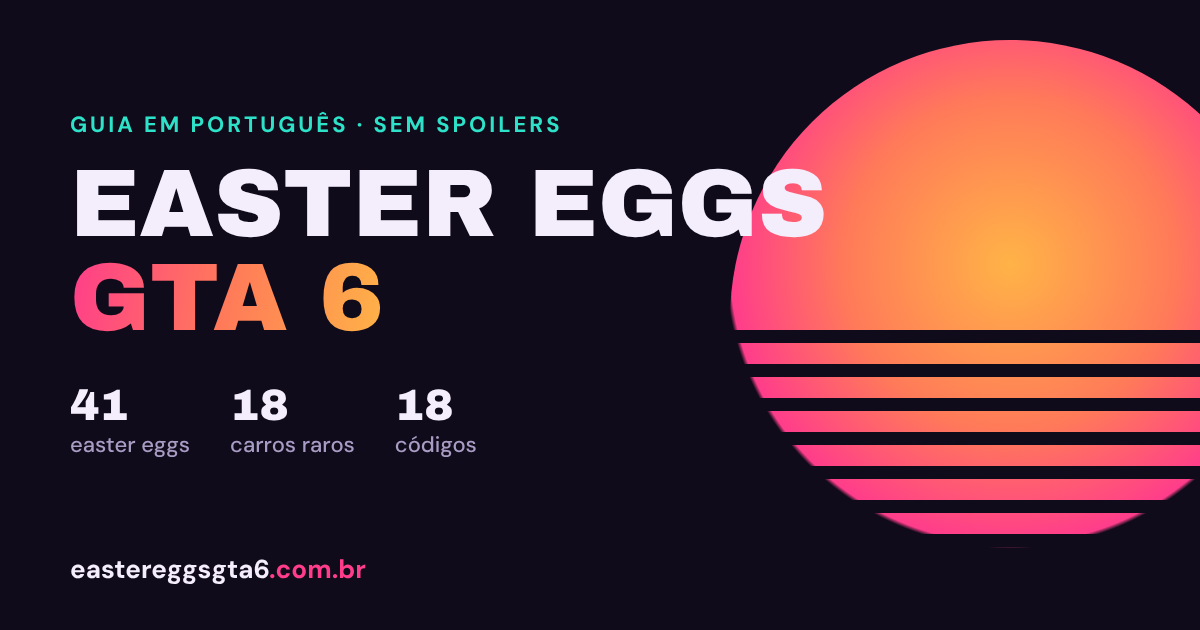 GUIA EM PORTUGUÊS · SEM SPOILERS
EASTER EGGS
GTA 6
41 18 18
easter eggs carros raros códigos
eastereggsgta6.com.br